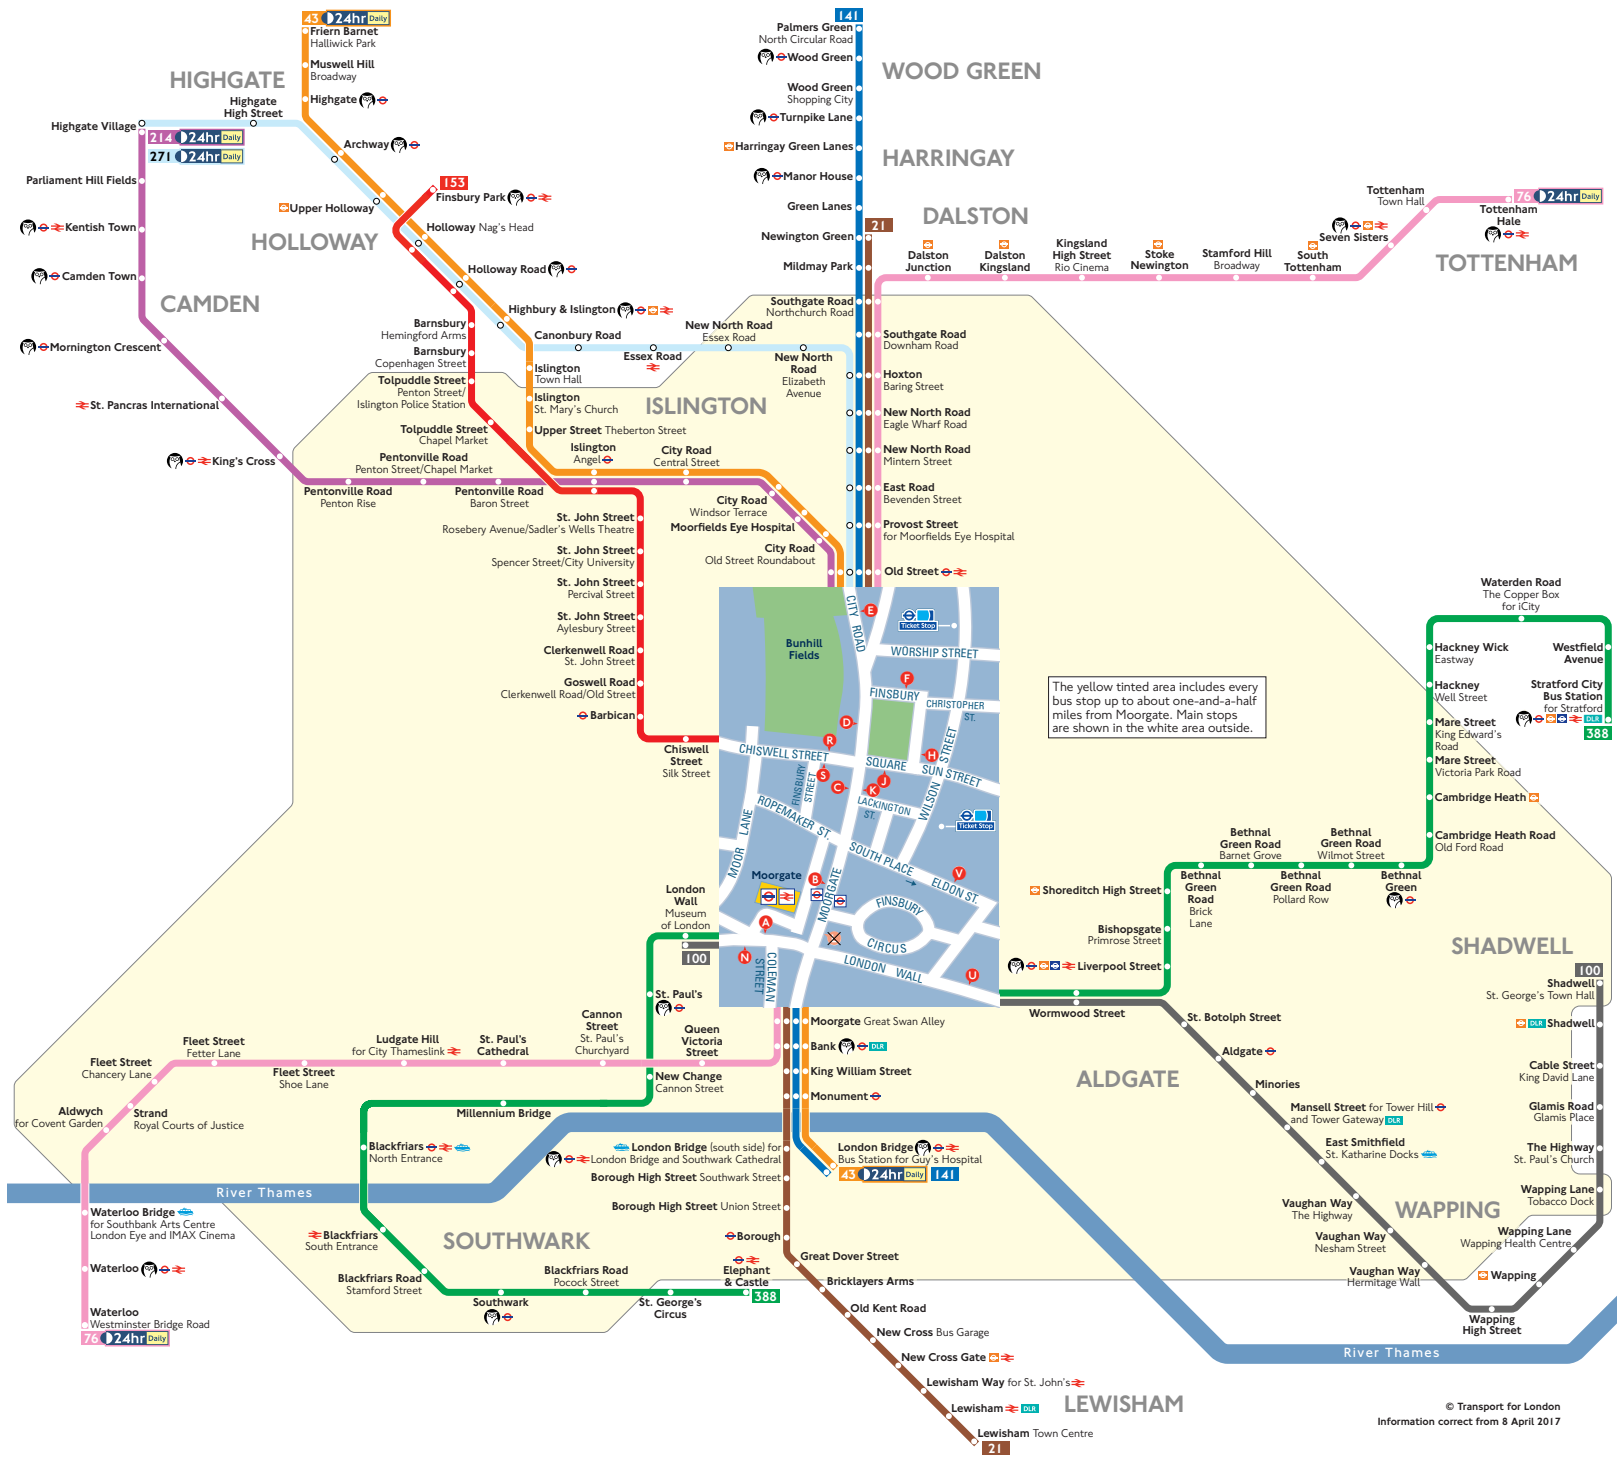 43 24hr Daily
Friern Barnet
Halliwick Park
Muswell Hill
Broadway
Highgate
HIGHGATE
Highgate
High Street
Highgate Village
214 24hr Daily
271 24hr Daily
Archway
Parliament Hill Fields
153
Finsbury Park
Upper Holloway
Kentish Town
Holloway Nag's Head
HOLLOWAY
Camden Town
Holloway Road
CAMDEN
Highbury & Islington
Mornington Crescent
Barnsbury
Hemingford Arms
Barnsbury
Copenhagen Street
Canonbury Road
Essex Road
New North Road
Essex Road
New North
Road
Elizabeth
Avenue
Islington
Town Hall
Tolpuddle Street
Penton Street/
Islington Police Station
Islington
St. Mary's Church
ISLINGTON
St. Pancras International
Tolpuddle Street
Chapel Market
Upper Street Theberton Street
King's Cross
Pentonville Road
Penton Street/Chapel Market
Islington
Angel
City Road
Central Street
Pentonville Road
Penton Rise
Pentonville Road
Baron Street
City Road
Windsor Terrace
Moorfields Eye Hospital
City Road
Old Street Roundabout
St. John Street
Rosebery Avenue/Sadler's Wells Theatre
St. John Street
Spencer Street/City University
St. John Street
Percival Street
St. John Street
Aylesbury Street
Clerkenwell Road
St. John Street
Goswell Road
Clerkenwell Road/Old Street
Barbican
Chiswell
Street
Silk Street
141
Palmers Green
North Circular Road
Wood Green
WOOD GREEN
Wood Green
Shopping City
Turnpike Lane
Harringay Green Lanes
HARRINGAY
Manor House
Green Lanes
21
DALSTON
Newington Green
Mildmay Park
Southgate Road
Northchurch Road
Dalston
Junction
Dalston
Kingsland
Kingsland
High Street
Rio Cinema
Stoke
Newington
Stamford Hill
Broadway
South
Tottenham
Seven Sisters
Tottenham
Town Hall
76 24hr Daily
Tottenham
Hale
TOTTENHAM
Southgate Road
Downham Road
Hoxton
Baring Street
New North Road
Eagle Wharf Road
New North Road
Mintern Street
East Road
Bevenden Street
Provost Street
for Moorfields Eye Hospital
Old Street
CITY ROAD
E
Ticket Stop
Bunhill
Fields
WORSHIP STREET
F
FINSBURY
CHRISTOPHER
ST.
D
R
CHISWELL STREET
SQUARE
H
SUN STREET
WILSON STREET
S
FINSBURY
STREET
C
K
J
LACKINGTON
ST.
ROPEMAKER ST.
MOOR LANE
Ticket Stop
SOUTH PLACE
ELDON ST.
V
Moorgate
B
MOORGATE
FINSBURY
CIRCUS
A
N
COLEMAN
STREET
LONDON WALL
U
The yellow tinted area includes every
bus stop up to about one-and-a-half
miles from Moorgate. Main stops
are shown in the white area outside.
Waterden Road
The Copper Box
for iCity
Hackney Wick
Eastway
Westfield
Avenue
Hackney
Well Street
Stratford City
Bus Station
for Stratford
DLR
388
Mare Street
King Edward's
Road
Mare Street
Victoria Park Road
Cambridge Heath
Cambridge Heath Road
Old Ford Road
Bethnal
Green Road
Barnet Grove
Bethnal
Green Road
Wilmot Street
Bethnal
Green
Road
Brick
Lane
Bethnal
Green Road
Pollard Row
Bethnal
Green
Shoreditch High Street
Bishopsgate
Primrose Street
Liverpool Street
Wormwood Street
SHADWELL
100
Shadwell
St. George's Town Hall
DLR Shadwell
Cable Street
King David Lane
Glamis Road
Glamis Place
The Highway
St. Paul's Church
Wapping Lane
Tobacco Dock
Wapping Lane
Wapping Health Centre
Wapping
Wapping
High Street
WAPPING
St. Botolph Street
Aldgate
ALDGATE
Minories
Mansell Street for Tower Hill
and Tower Gateway DLR
East Smithfield
St. Katharine Docks
Vaughan Way
The Highway
Vaughan Way
Nesham Street
Vaughan Way
Hermitage Wall
London
Wall
Museum
of London
100
St. Paul's
Cannon
Street
St. Paul's
Churchyard
Queen
Victoria
Street
St. Paul's
Cathedral
Ludgate Hill
for City Thameslink
Fleet Street
Fetter Lane
Fleet Street
Shoe Lane
Fleet Street
Chancery Lane
Aldwych
for Covent Garden
Strand
Royal Courts of Justice
New Change
Cannon Street
Millennium Bridge
Blackfriars
North Entrance
River Thames
Waterloo Bridge
for Southbank Arts Centre
London Eye and IMAX Cinema
Waterloo
Waterloo
Westminster Bridge Road
76 24hr Daily
Blackfriars
South Entrance
SOUTHWARK
Blackfriars Road
Stamford Street
Southwark
Blackfriars Road
Pocock Street
St. George's
Circus
Elephant
& Castle
388
Moorgate Great Swan Alley
Bank DLR
King William Street
Monument
London Bridge (south side) for
London Bridge and Southwark Cathedral
London Bridge
Bus Station for Guy's Hospital
43 24hr Daily 141
Borough High Street Southwark Street
Borough High Street Union Street
Borough
Great Dover Street
Bricklayers Arms
Old Kent Road
New Cross Bus Garage
New Cross Gate
Lewisham Way for St. John's
Lewisham DLR
LEWISHAM
Lewisham Town Centre
21
River Thames
© Transport for London
Information correct from 8 April 2017